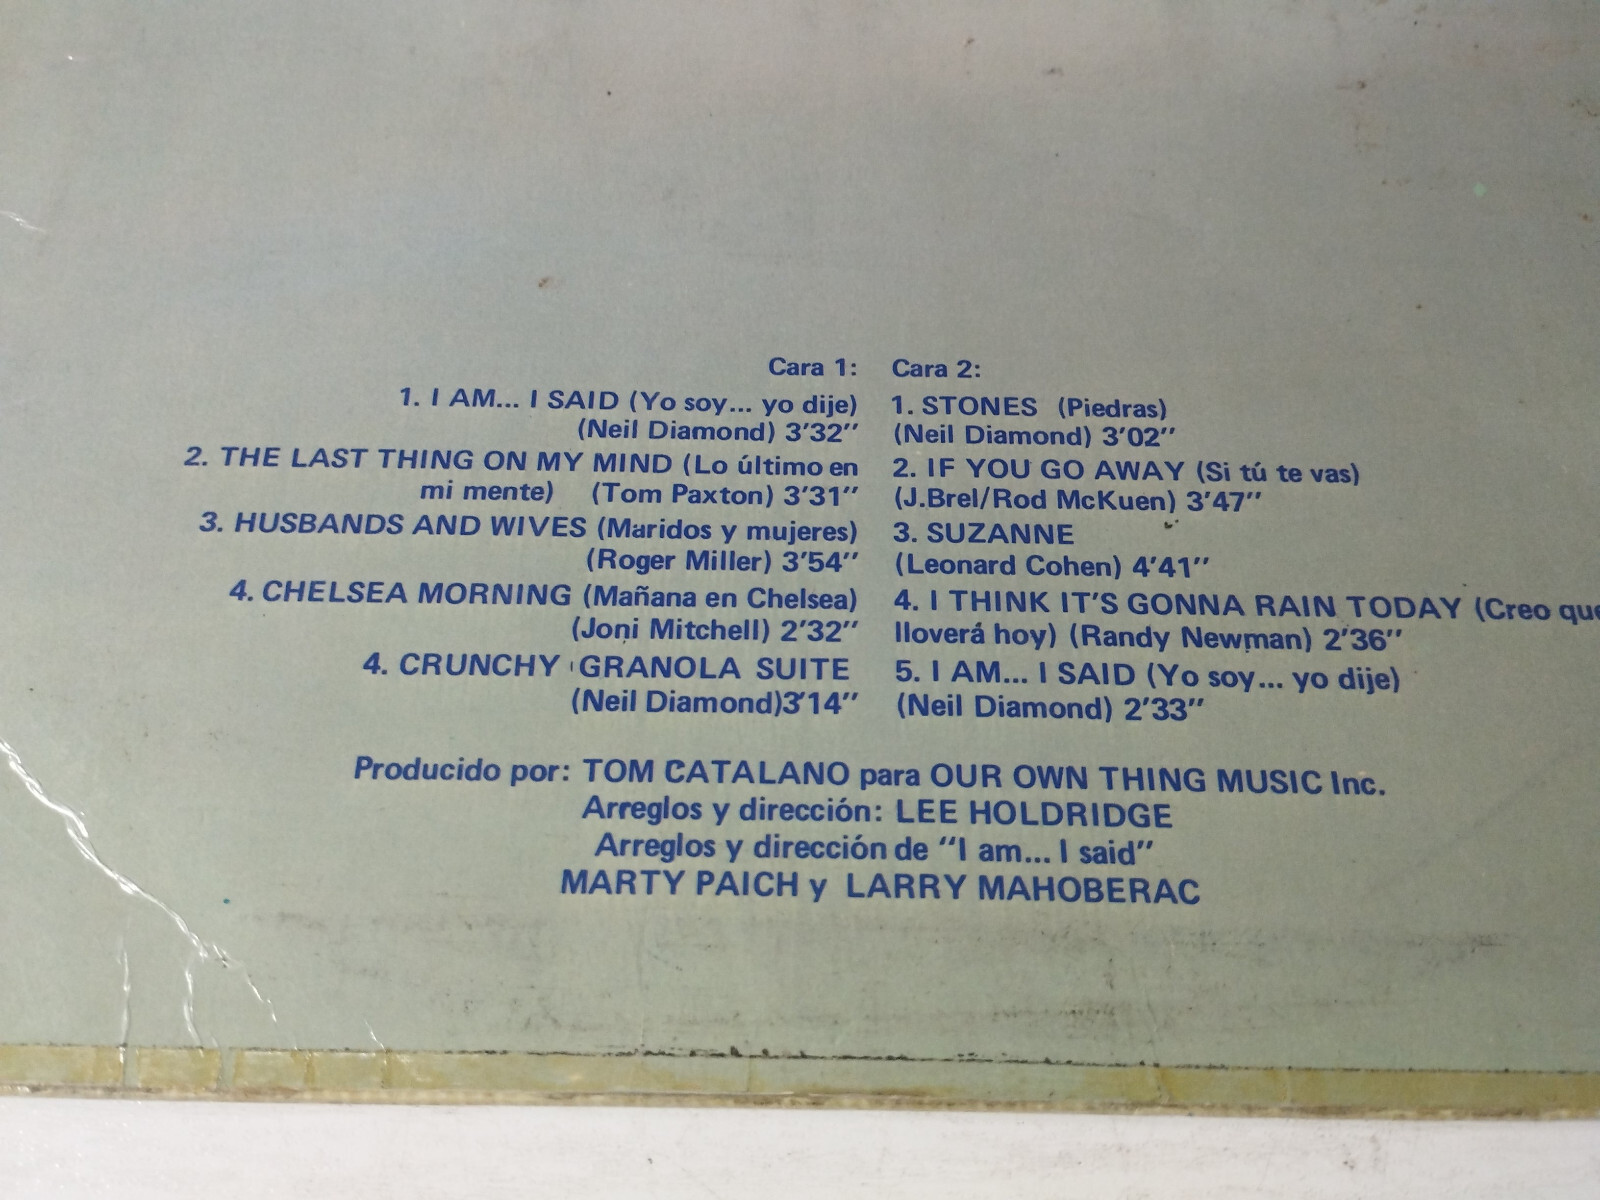 Cara 1:
1. I AM... I SAID (Yo soy... yo dije)
(Neil Diamond) 3'32''
2. THE LAST THING ON MY MIND (Lo último en
mi mente) (Tom Paxton) 3'31''
3. HUSBANDS AND WIVES (Maridos y mujeres)
(Roger Miller) 3'54''
4. CHELSEA MORNING (Mañana en Chelsea)
(Joni Mitchell) 2'32''
4. CRUNCHY GRANOLA SUITE
(Neil Diamond)3'14''
Cara 2:
1. STONES (Piedras)
(Neil Diamond) 3'02''
2. IF YOU GO AWAY (Si tú te vas)
(J.Brel/Rod McKuen) 3'47''
3. SUZANNE
(Leonard Cohen) 4'41''
4. I THINK IT'S GONNA RAIN TODAY (Creo que
lloverá hoy) (Randy Newman) 2'36''
5. I AM... I SAID (Yo soy... yo dije)
(Neil Diamond) 2'33''
Producido por: TOM CATALANO para OUR OWN THING MUSIC Inc.
Arreglos y dirección: LEE HOLDRIDGE
Arreglos y dirección de "I am... I said"
MARTY PAICH y LARRY MAHOBERAC